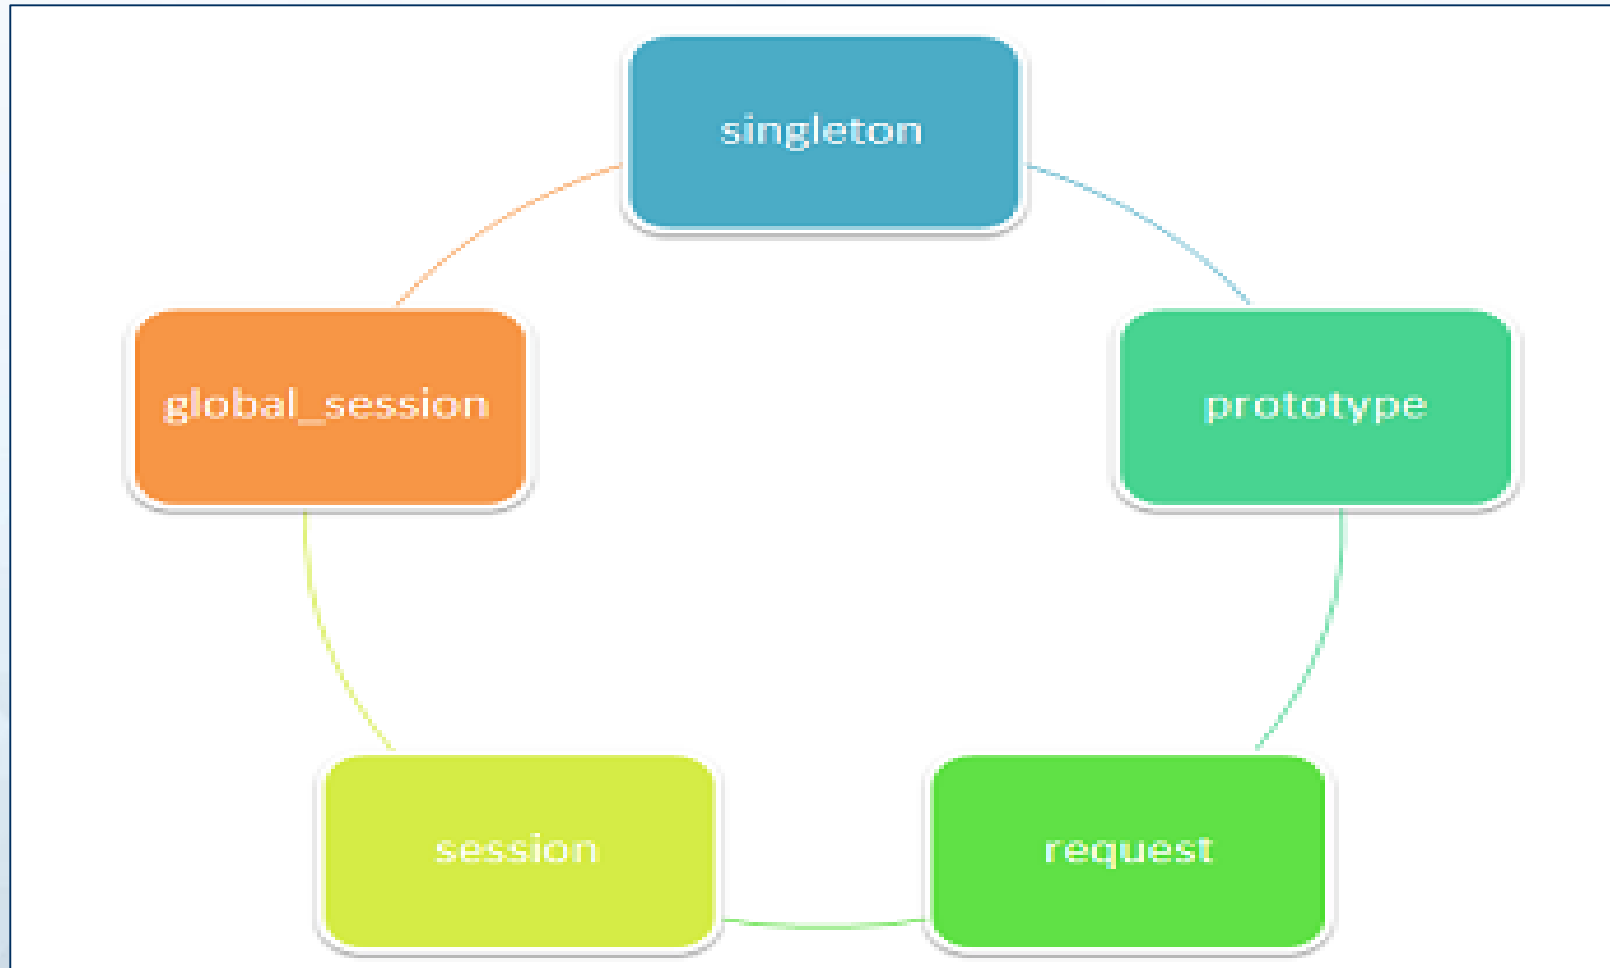 singleton
global_session
prototype
session
request